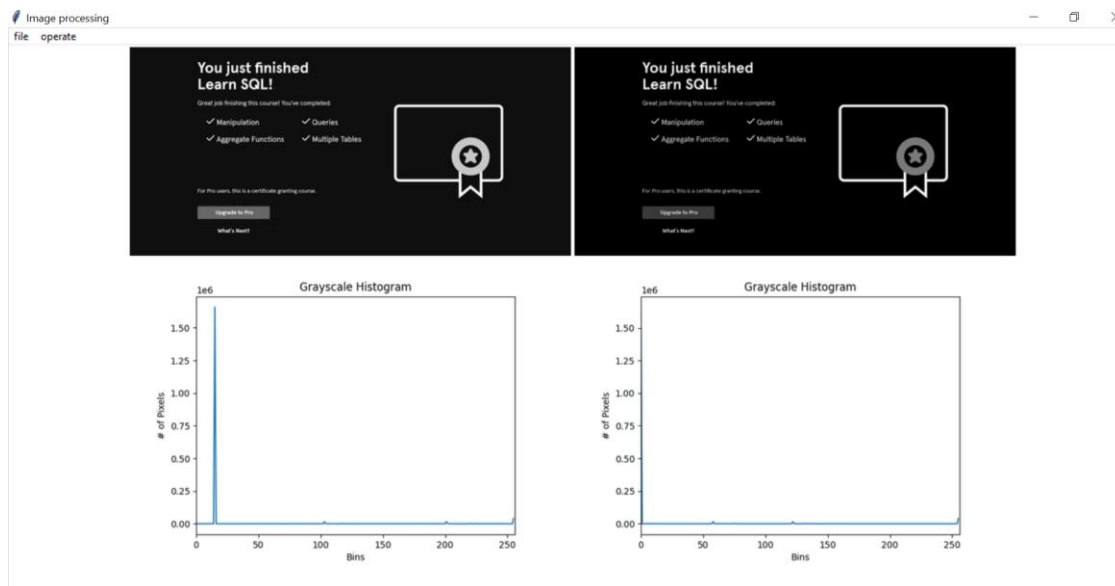 Image processing
file operate
You just finished
Learn SQL!
Great job finishing this course! You've completed:
Manipulation Queries
Aggregate Functions Multiple Tables
For Pro users, this is a certificate granting course.
Upgrade to Pro
What's Next?
You just finished
Learn SQL!
Great job finishing this course! You've completed:
Manipulation Queries
Aggregate Functions Multiple Tables
For Pro users, this is a certificate granting course.
Upgrade to Pro
What's Next?
1e6 Grayscale Histogram
1.50
1.25
1.00
0.75
0.50
0.25
0.00
# of Pixels
0 50 100 150 200 250
Bins
1e6 Grayscale Histogram
1.50
1.25
1.00
0.75
0.50
0.25
0.00
# of Pixels
0 50 100 150 200 250
Bins